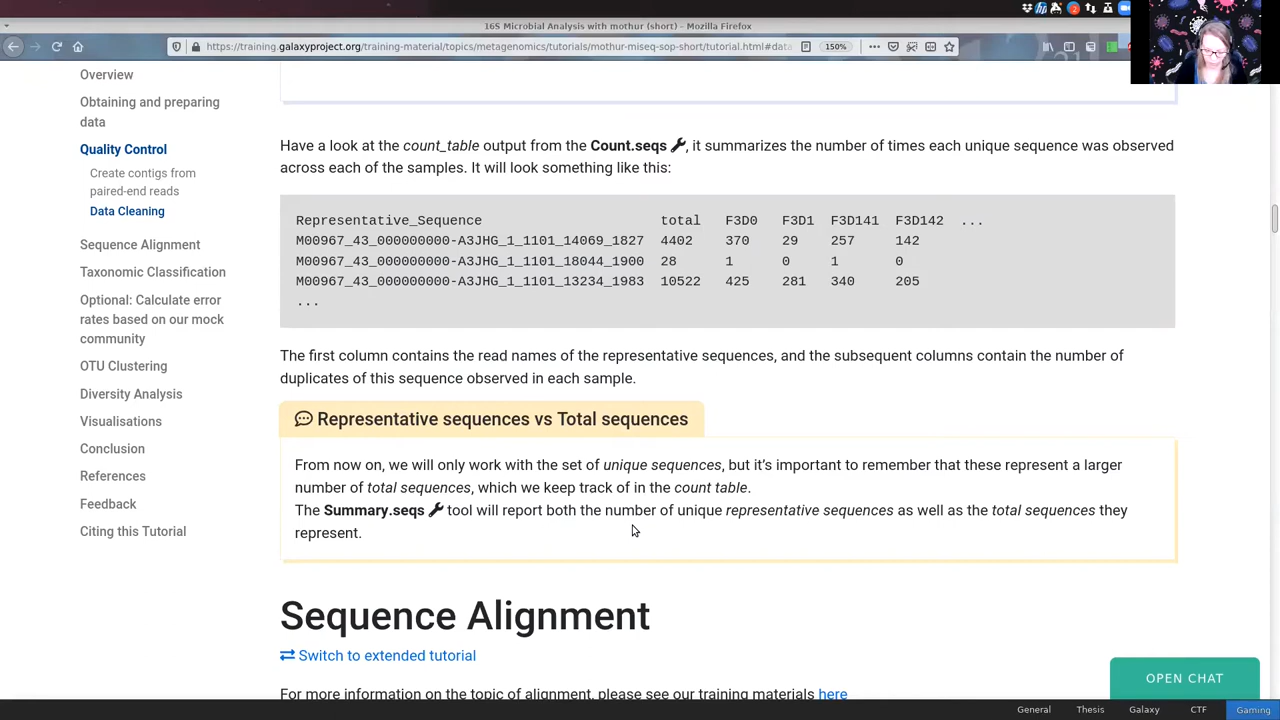 16S Microbial Analysis with mothur (short) – Mozilla Firefox
https://training.galaxyproject.org/training-material/topics/metagenomics/tutorials/mothur-miseq-sop-short/tutorial.html#data
150%
Overview
Obtaining and preparing
data
Quality Control
Create contigs from
paired-end reads
Data Cleaning
Sequence Alignment
Taxonomic Classification
Optional: Calculate error
rates based on our mock
community
OTU Clustering
Diversity Analysis
Visualisations
Conclusion
References
Feedback
Citing this Tutorial
Have a look at the count_table output from the Count.seqs, it summarizes the number of times each unique sequence was observed
across each of the samples. It will look something like this:
Representative_Sequence total F3D0 F3D1 F3D141 F3D142 ...
M00967_43_000000000-A3JHG_1_1101_14069_1827 4402 370 29 257 142
M00967_43_000000000-A3JHG_1_1101_18044_1900 28 1 0 1 0
M00967_43_000000000-A3JHG_1_1101_13234_1983 10522 425 281 340 205
...
The first column contains the read names of the representative sequences, and the subsequent columns contain the number of
duplicates of this sequence observed in each sample.
Representative sequences vs Total sequences
From now on, we will only work with the set of unique sequences, but it's important to remember that these represent a larger
number of total sequences, which we keep track of in the count table.
The Summary.seqs tool will report both the number of unique representative sequences as well as the total sequences they
represent.
Sequence Alignment
Switch to extended tutorial
For more information on the topic of alignment, please see our training materials here
OPEN CHAT
General Thesis Galaxy CTF Gaming